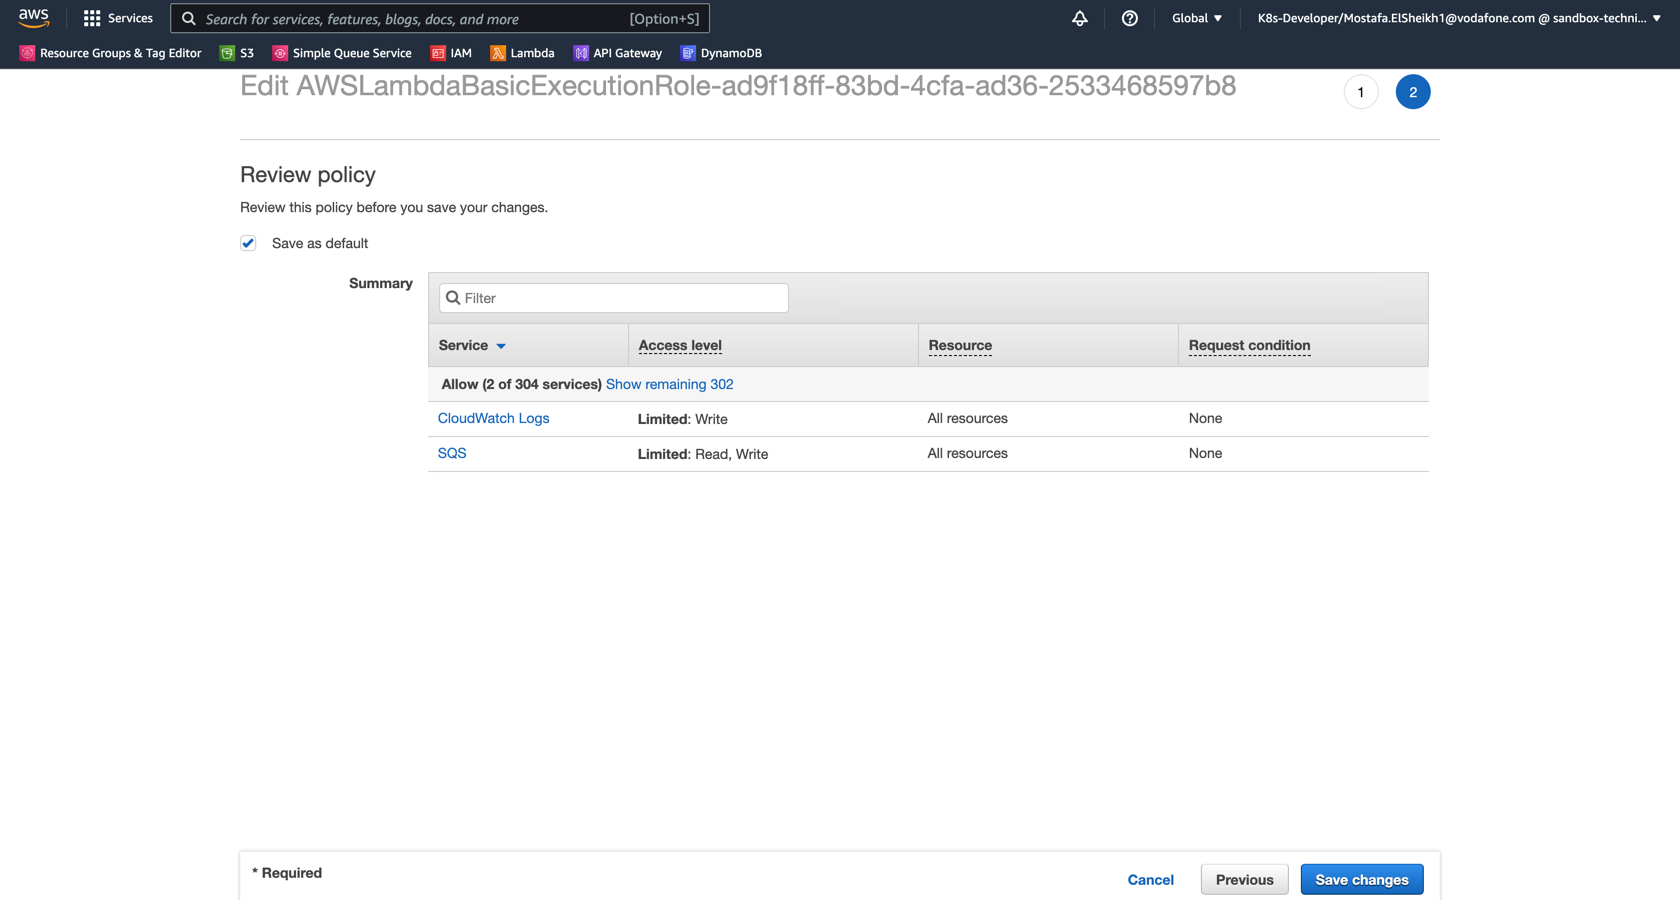 aws
Services
Search for services, features, blogs, docs, and more
[Option+S]
Global
K8s-Developer/Mostafa.ElSheikh1@vodafone.com @ sandbox-techni...
Resource Groups & Tag Editor
S3
Simple Queue Service
IAM
Lambda
API Gateway
DynamoDB
Edit AWSLambdaBasicExecutionRole-ad9f18ff-83bd-4cfa-ad36-2533468597b8
1
2
Review policy
Review this policy before you save your changes.
Save as default
Summary
Filter
Service
Access level
Resource
Request condition
Allow (2 of 304 services) Show remaining 302
CloudWatch Logs
Limited: Write
All resources
None
SQS
Limited: Read, Write
All resources
None
* Required
Cancel
Previous
Save changes